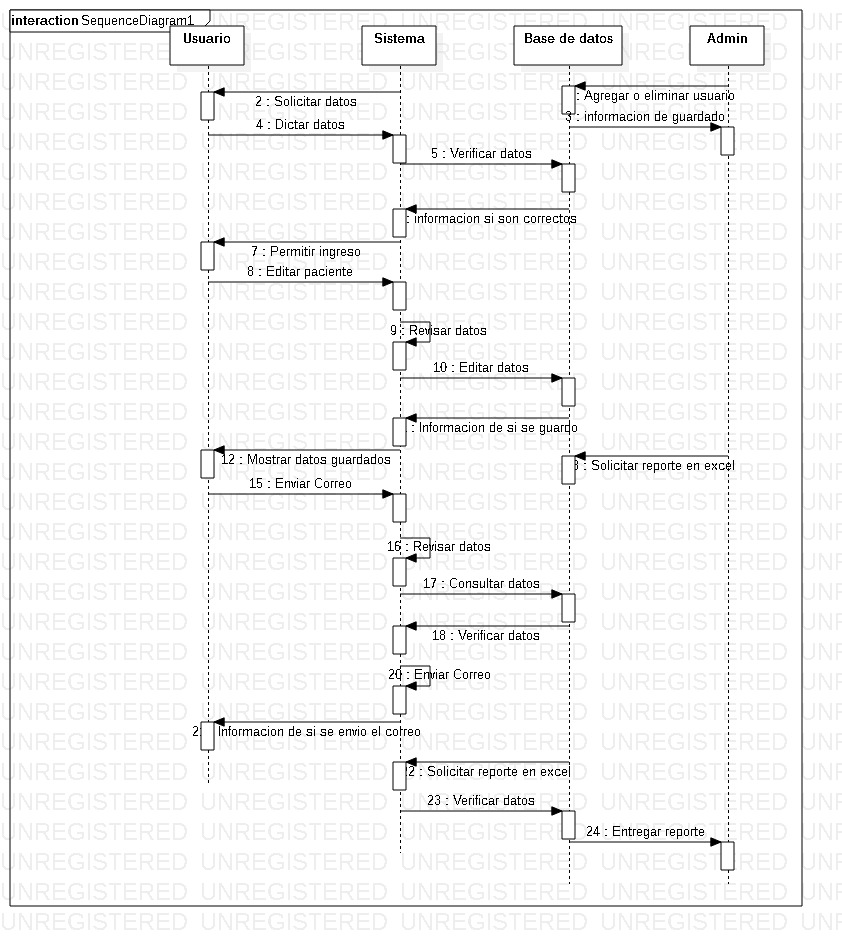 interaction SequenceDiagram1
Usuario
Sistema
Base de datos
Admin
: Agregar o eliminar usuario
2 : Solicitar datos
3 : informacion de guardado
4 : Dictar datos
5 : Verificar datos
: informacion si son correctos
7 : Permitir ingreso
8 : Editar paciente
9 : Revisar datos
10 : Editar datos
: Informacion de si se guardo
12 : Mostrar datos guardados
3 : Solicitar reporte en excel
15 : Enviar Correo
16 : Revisar datos
17 : Consultar datos
18 : Verificar datos
20 : Enviar Correo
2 Informacion de si se envio el correo
2 : Solicitar reporte en excel
23 : Verificar datos
24 : Entregar reporte
UNREGISTERED